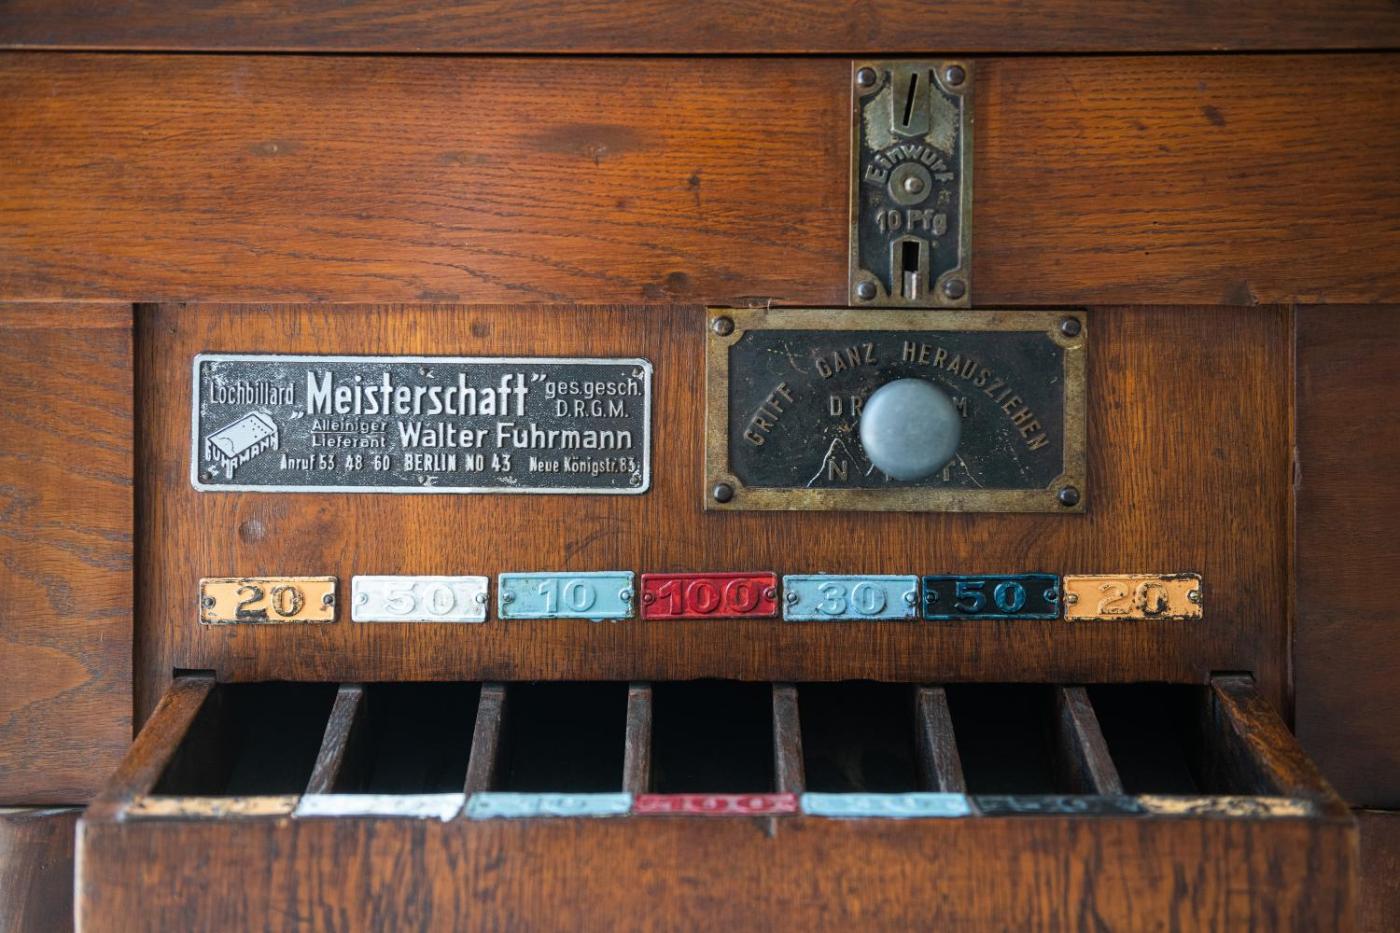 Einwurf
10 Pfg
Lochbillard „Meisterschaft" ges.gesch.
D.R.G.M.
Alleiniger
Lieferant Walter Fuhrmann
FUHRMANN
Anruf 53 48 60 BERLIN NO 43 Neue Königstr. 83
GRIFF GANZ HERAUSZIEHEN
20 50 10 100 30 50 20